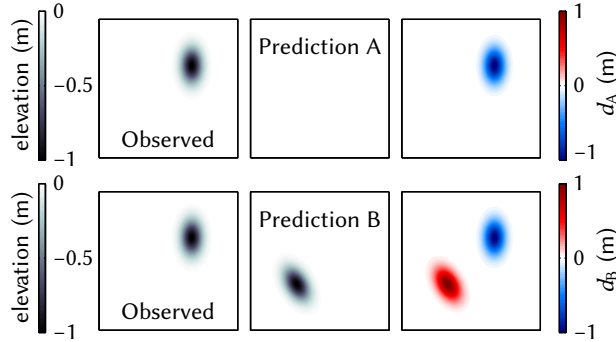 0
−0.5
−1
elevation (m)
Observed
Prediction A
1
0
−1
d_A (m)
0
−0.5
−1
elevation (m)
Observed
Prediction B
1
0
−1
d_B (m)